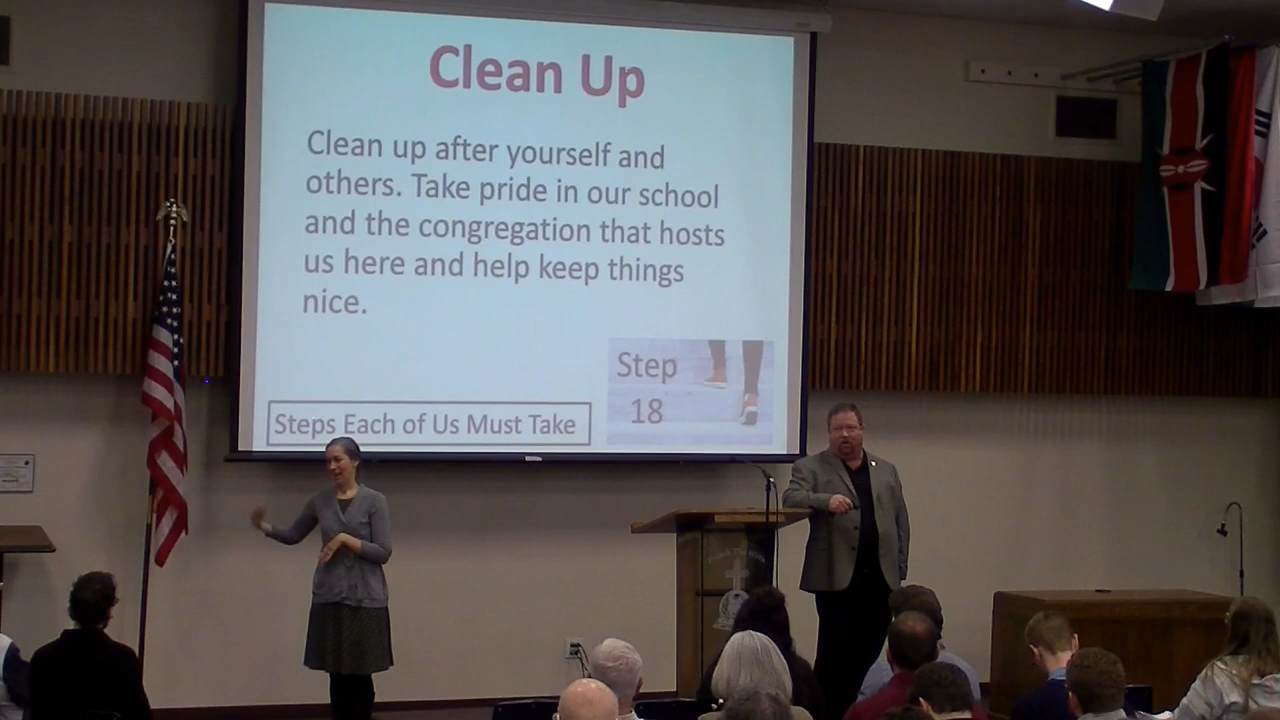 Clean Up
Clean up after yourself and
others. Take pride in our school
and the congregation that hosts
us here and help keep things
nice.
Step
18
Steps Each of Us Must Take